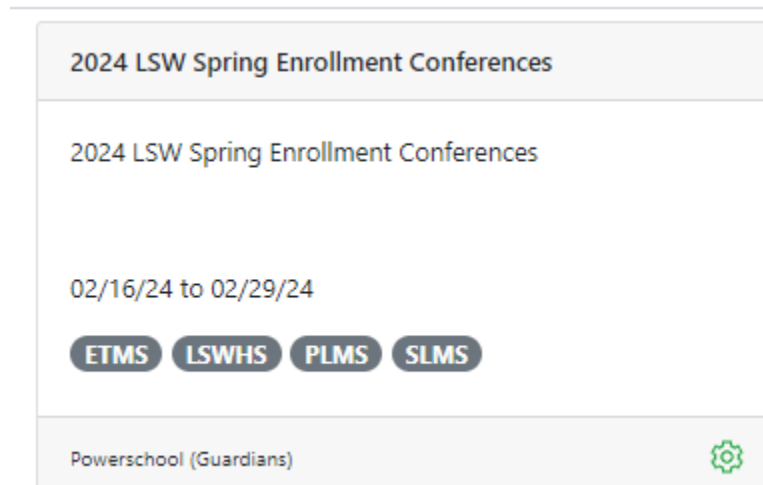 2024 LSW Spring Enrollment Conferences
2024 LSW Spring Enrollment Conferences
02/16/24 to 02/29/24
ETMS LSWHS PLMS SLMS
Powerschool (Guardians)